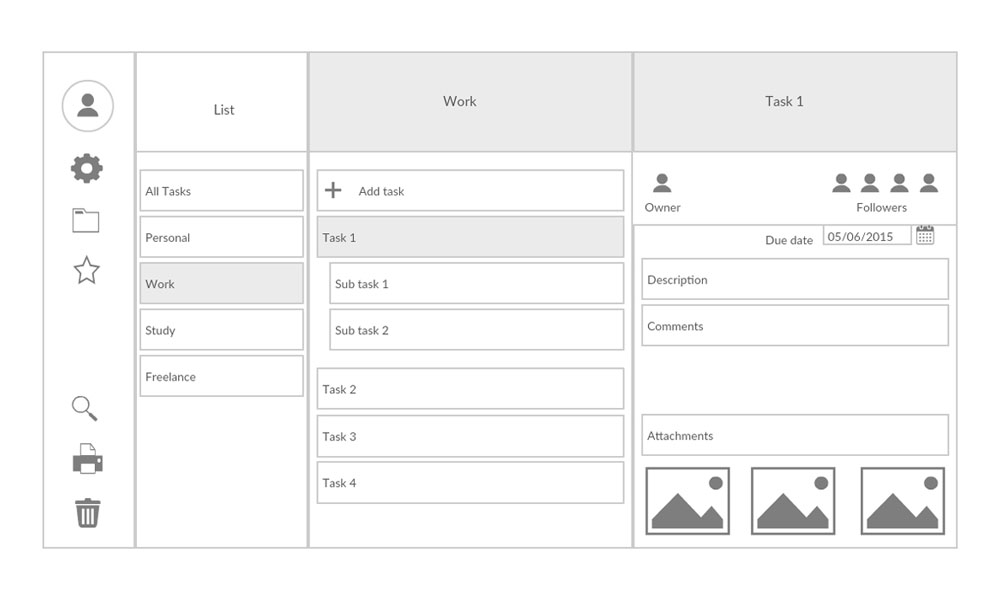 List
Work
Task 1
All Tasks
Personal
Work
Study
Freelance
Add task
Task 1
Sub task 1
Sub task 2
Task 2
Task 3
Task 4
Owner
Followers
Due date 05/06/2015
Description
Comments
Attachments